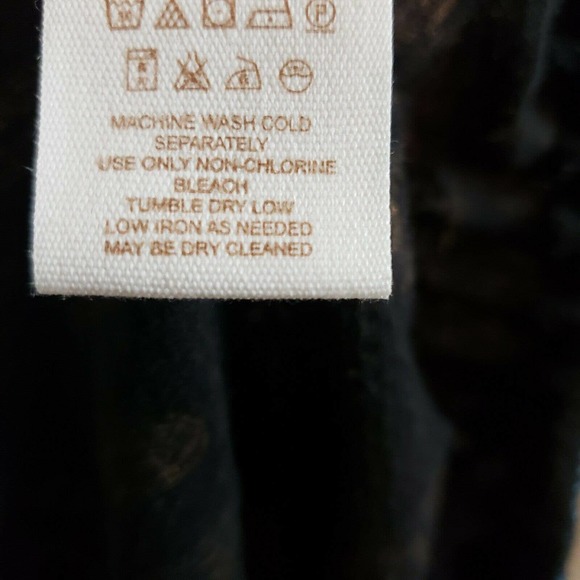 MACHINE WASH COLD
SEPARATELY
USE ONLY NON-CHLORINE
BLEACH
TUMBLE DRY LOW
LOW IRON AS NEEDED
MAY BE DRY CLEANED